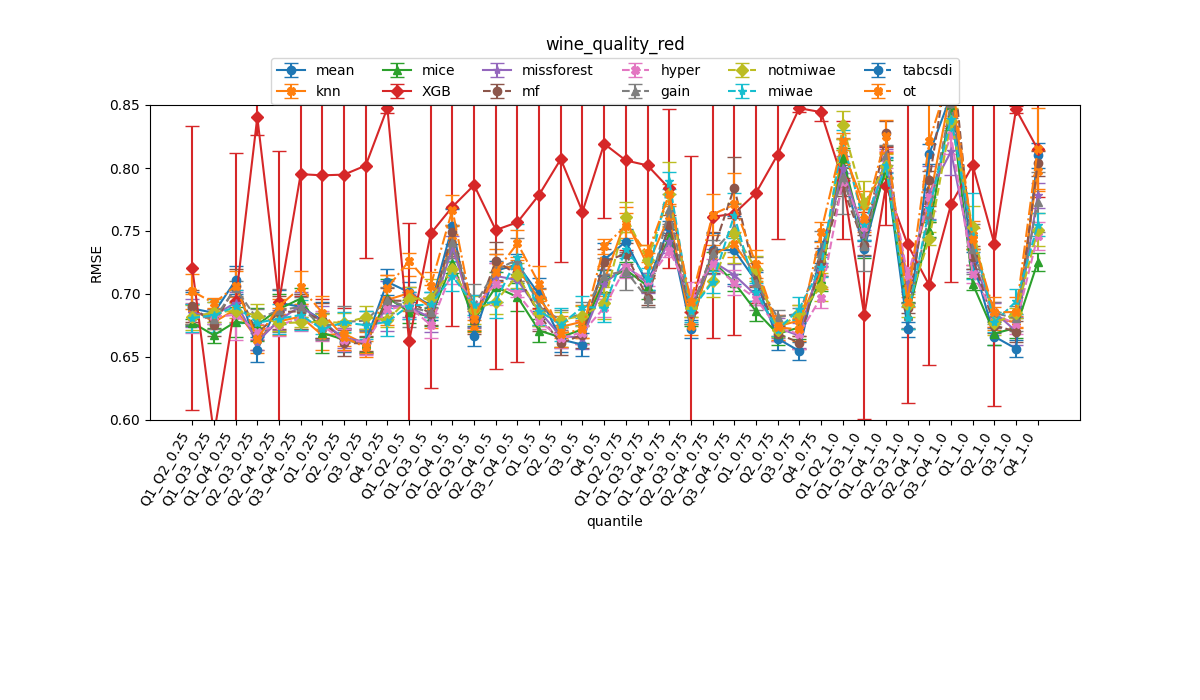 wine_quality_red
mean mice missforest hyper notmiwae tabcsdi
knn XGB mf gain miwae ot
0.85
0.80
0.75
0.70
0.65
0.60
RMSE
Q1_Q2_0.25
Q1_Q3_0.25
Q1_Q4_0.25
Q2_Q3_0.25
Q2_Q4_0.25
Q3_Q4_0.25
Q1_0.25
Q2_0.25
Q3_0.25
Q4_0.25
Q1_Q2_0.5
Q1_Q3_0.5
Q1_Q4_0.5
Q2_Q3_0.5
Q2_Q4_0.5
Q3_Q4_0.5
Q1_0.5
Q2_0.5
Q3_0.5
Q4_0.5
Q1_Q2_0.75
Q1_Q3_0.75
Q1_Q4_0.75
Q2_Q3_0.75
Q2_Q4_0.75
Q3_Q4_0.75
Q1_0.75
Q2_0.75
Q3_0.75
Q4_0.75
Q1_Q2_1.0
Q1_Q3_1.0
Q1_Q4_1.0
Q2_Q3_1.0
Q2_Q4_1.0
Q3_Q4_1.0
Q1_1.0
Q2_1.0
Q3_1.0
Q4_1.0
quantile